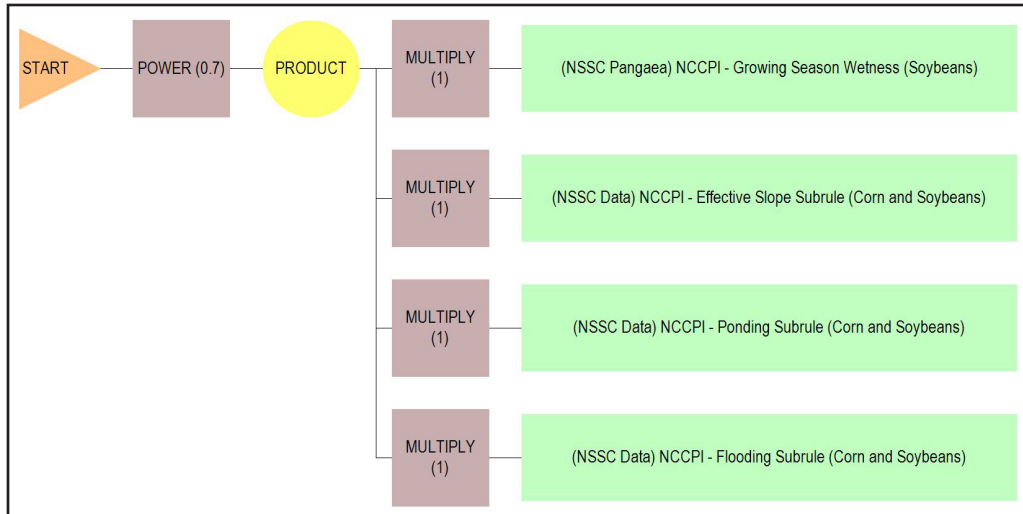 START
POWER (0.7)
PRODUCT
MULTIPLY
(1)
(NSSC Pangaea) NCCPI - Growing Season Wetness (Soybeans)
MULTIPLY
(1)
(NSSC Data) NCCPI - Effective Slope Subrule (Corn and Soybeans)
MULTIPLY
(1)
(NSSC Data) NCCPI - Ponding Subrule (Corn and Soybeans)
MULTIPLY
(1)
(NSSC Data) NCCPI - Flooding Subrule (Corn and Soybeans)